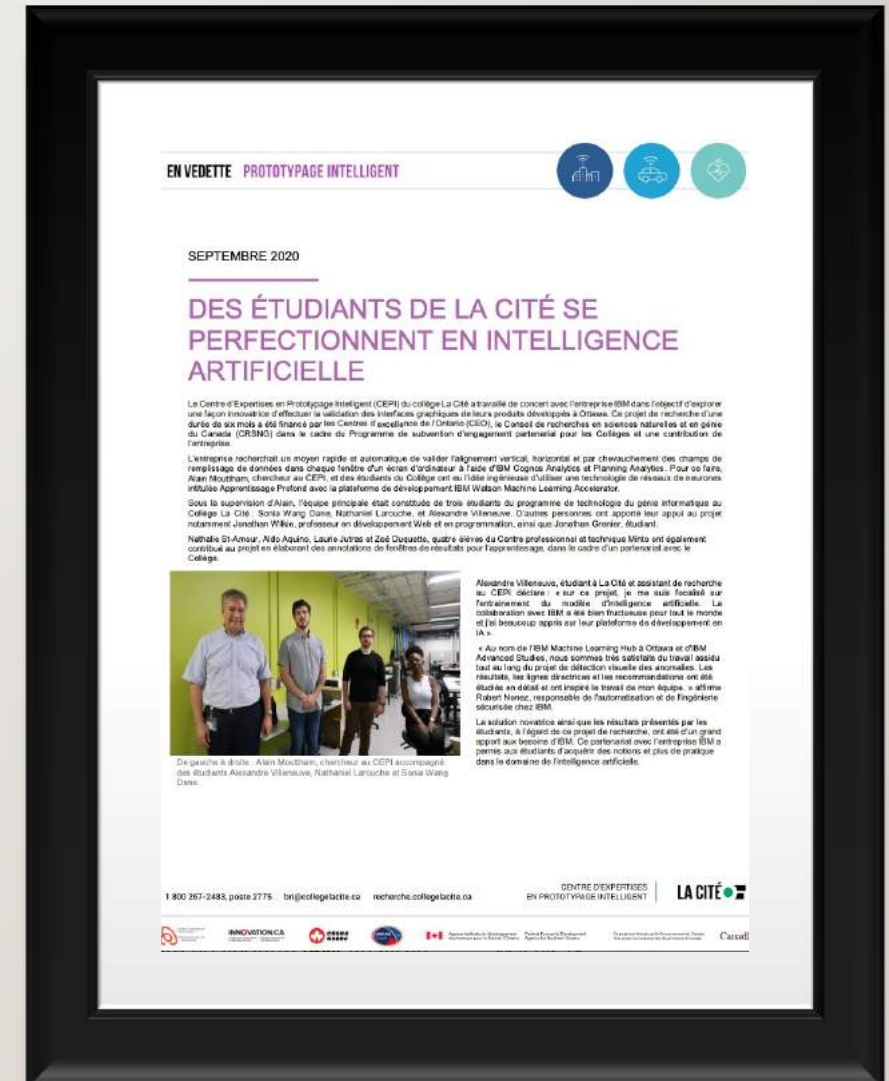 EN VEDETTE PROTOTYPAGE INTELLIGENT
SEPTEMBRE 2020
DES ÉTUDIANTS DE LA CITÉ SE
PERFECTIONNENT EN INTELLIGENCE
ARTIFICIELLE
Le Centre d'Expertises en Prototypage Intelligent (CEPI) du collège La Cité a travaillé de concert avec l'entreprise IBM dans l'objectif d'explorer
une façon innovatrice d'effectuer la validation des interfaces graphiques de leurs produits développés à Ottawa. Ce projet de recherche d'une
durée de six mois a été financé par les Centres d'excellence de l'Ontario (CEO), le Conseil de recherches en sciences naturelles et en génie
du Canada (CRSNG) dans le cadre du Programme de subvention d'engagement partenarial pour les Collèges et une contribution de
l'entreprise.
L'entreprise recherchait un moyen rapide et automatique de valider l'alignement vertical, horizontal et par chevauchement des champs de
remplissage de données dans chaque fenêtre d'un écran d'ordinateur à l'aide d'IBM Cognos Analytics et Planning Analytics. Pour ce faire,
Alain Mouttham, chercheur au CEPI, et des étudiants du Collège ont eu l'idée ingénieuse d'utiliser une technologie de réseaux de neurones
intitulée Apprentissage Profond avec la plateforme de développement IBM Watson Machine Learning Accelerator.
Sous la supervision d'Alain, l'équipe principale était constituée de trois étudiants du programme de technologie du génie informatique au
Collège La Cité : Sonia Wang Dane, Nathaniel Larouche, et Alexandre Villeneuve. D'autres personnes ont apporté leur appui au projet
notamment Jonathan Wilkie, professeur en développement Web et en programmation, ainsi que Jonathan Grenier, étudiant.
Nathalie St-Amour, Aldo Aquino, Laurie Jutras et Zoé Duquette, quatre élèves du Centre professionnel et technique Minto ont également
contribué au projet en élaborant des annotations de fenêtres de résultats pour l'apprentissage, dans le cadre d'un partenariat avec le
Collège.
Alexandre Villeneuve, étudiant à La Cité et assistant de recherche
au CEPI déclare : « sur ce projet, je me suis focalisé sur
l'entrainement du modèle d'intelligence artificielle. La
collaboration avec IBM a été bien fructueuse pour tout le monde
et j'ai beaucoup appris sur leur plateforme de développement en
IA ».
« Au nom de l'IBM Machine Learning Hub à Ottawa et d'IBM
Advanced Studies, nous sommes très satisfaits du travail assidu
tout au long du projet de détection visuelle des anomalies. Les
résultats, les lignes directrices et les recommandations ont été
étudiés en détail et ont inspiré le travail de mon équipe. » affirme
Robert Nonez, responsable de l'automatisation et de l'ingénierie
sécurisée chez IBM.
La solution novatrice ainsi que les résultats présentés par les
étudiants, à l'égard de ce projet de recherche, ont été d'un grand
apport aux besoins d'IBM. Ce partenariat avec l'entreprise IBM a
permis aux étudiants d'acquérir des notions et plus de pratique
dans le domaine de l'intelligence artificielle.
De gauche à droite : Alain Mouttham, chercheur au CEPI accompagné
des étudiants Alexandre Villeneuve, Nathaniel Larouche et Sonia Wang
Dane.
1 800 267-2483, poste 2775 bri@collegelacite.ca recherche.collegelacite.ca
CENTRE D'EXPERTISES
EN PROTOTYPAGE INTELLIGENT
LA CITÉ
INNOVATION.CA